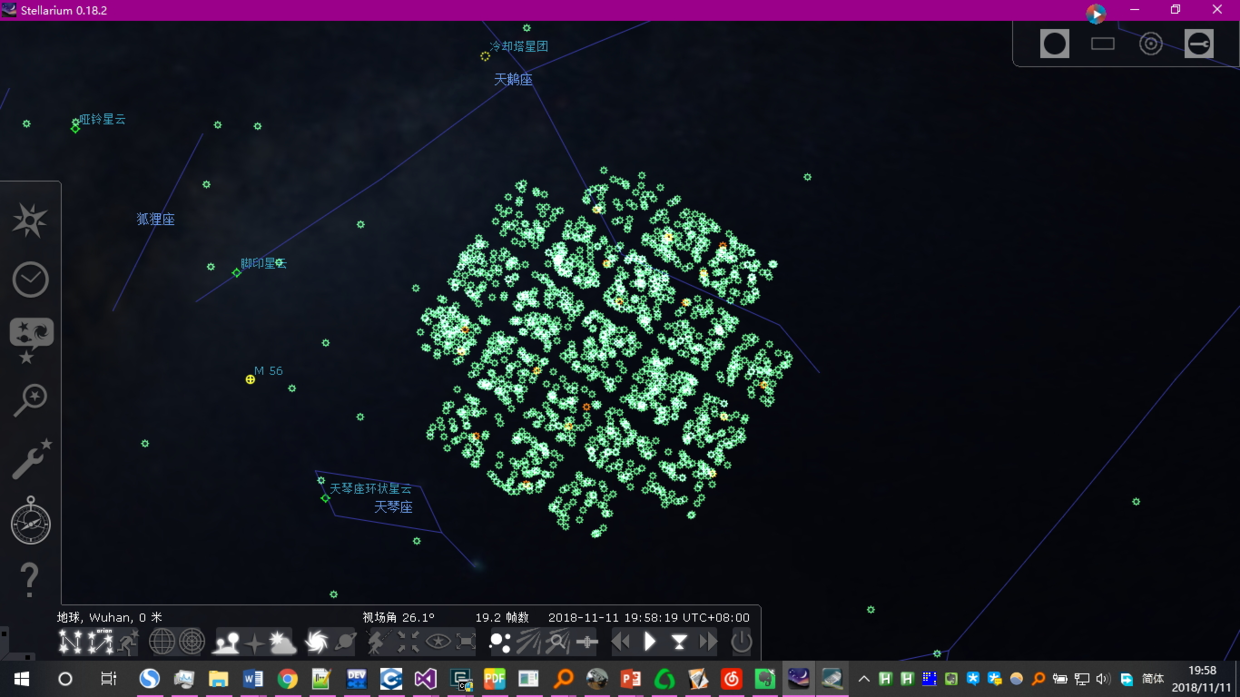 Stellarium 0.18.2
冷却塔星团
天鹅座
哑铃星云
狐狸座
脚印星云
M 56
天琴座环状星云
天琴座
地球, Wuhan, 0 米
视场角 26.1°
19.2 帧数
2018-11-11 19:58:19 UTC+08:00
19:58
简体
2018/11/11